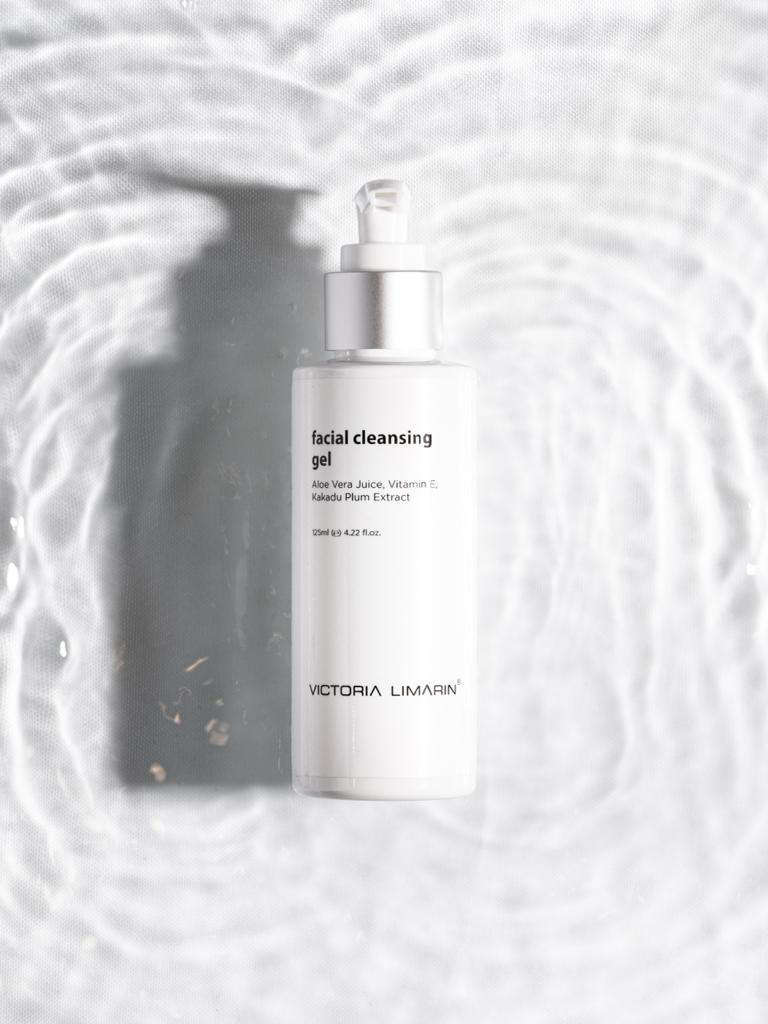 facial cleansing
gel
Aloe Vera Juice, Vitamin E,
Kakadu Plum Extract
125ml ℮ 4.22 fl.oz.
VICTORIA LIMARIN®